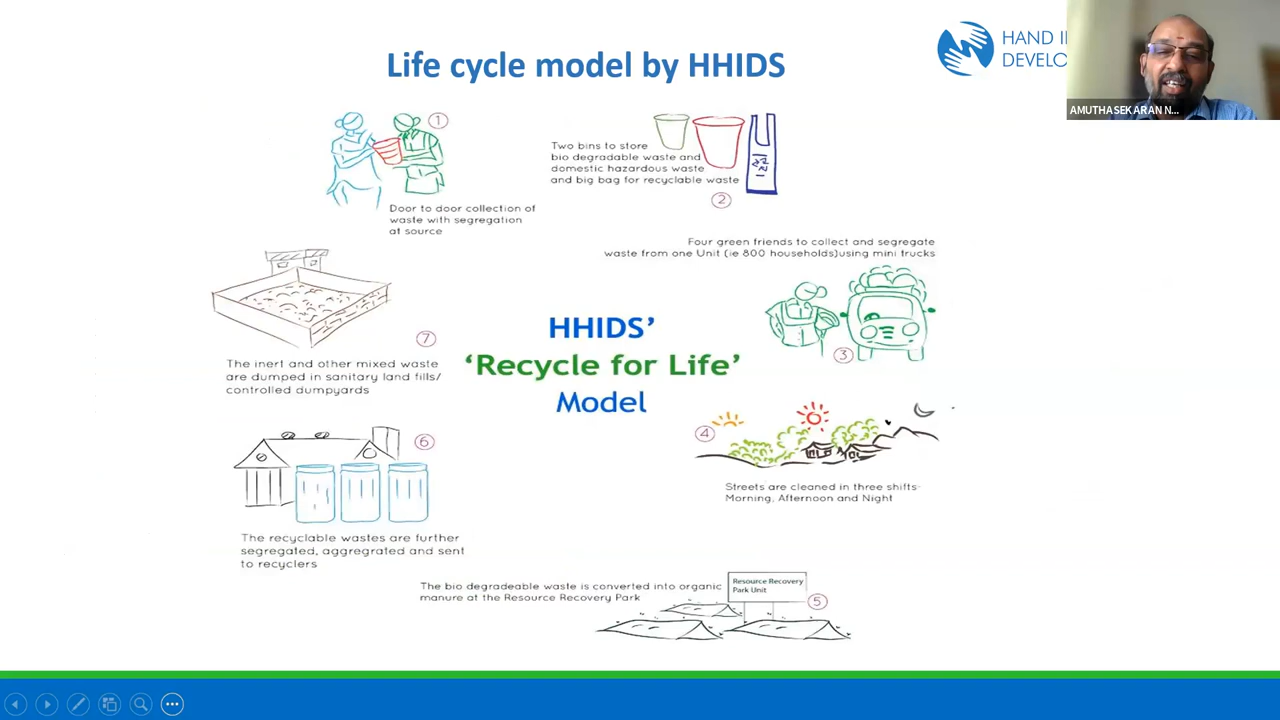 Life cycle model by HHIDS
HAND I
DEVELO
AMUTHASEKARAN N...
1
Door to door collection of
waste with segregation
at source
Two bins to store
bio degradable waste and
domestic hazardous waste
and big bag for recyclable waste
2
Four green friends to collect and segregate
waste from one Unit (ie 800 households)using mini trucks
3
HHIDS’
‘Recycle for Life’
Model
4
Streets are cleaned in three shifts-
Morning, Afternoon and Night
The bio degradeable waste is converted into organic
manure at the Resource Recovery Park
Resource Recovery
Park Unit
5
6
The recyclable wastes are further
segregated, aggregrated and sent
to recyclers
7
The inert and other mixed waste
are dumped in sanitary land fills/
controlled dumpyards